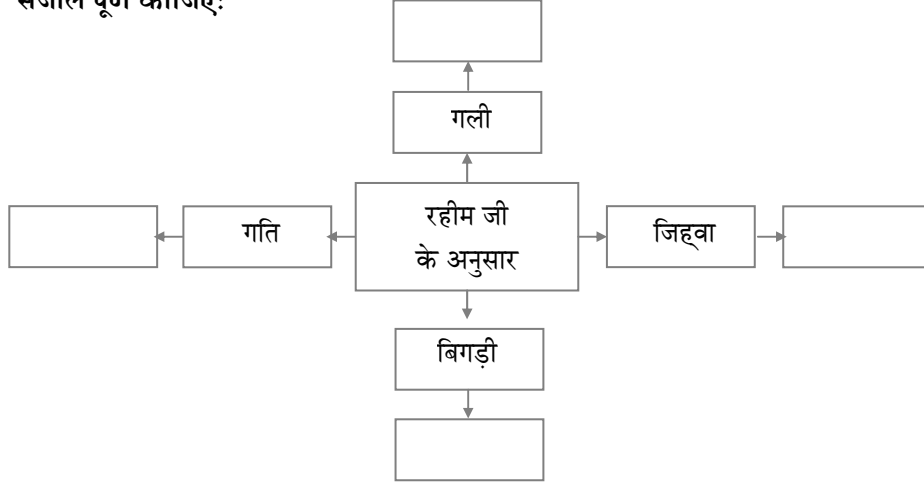 संजाल पूर्ण कीजिए:
गली
गति
रहीम जी
के अनुसार
जिह्वा
बिगड़ी